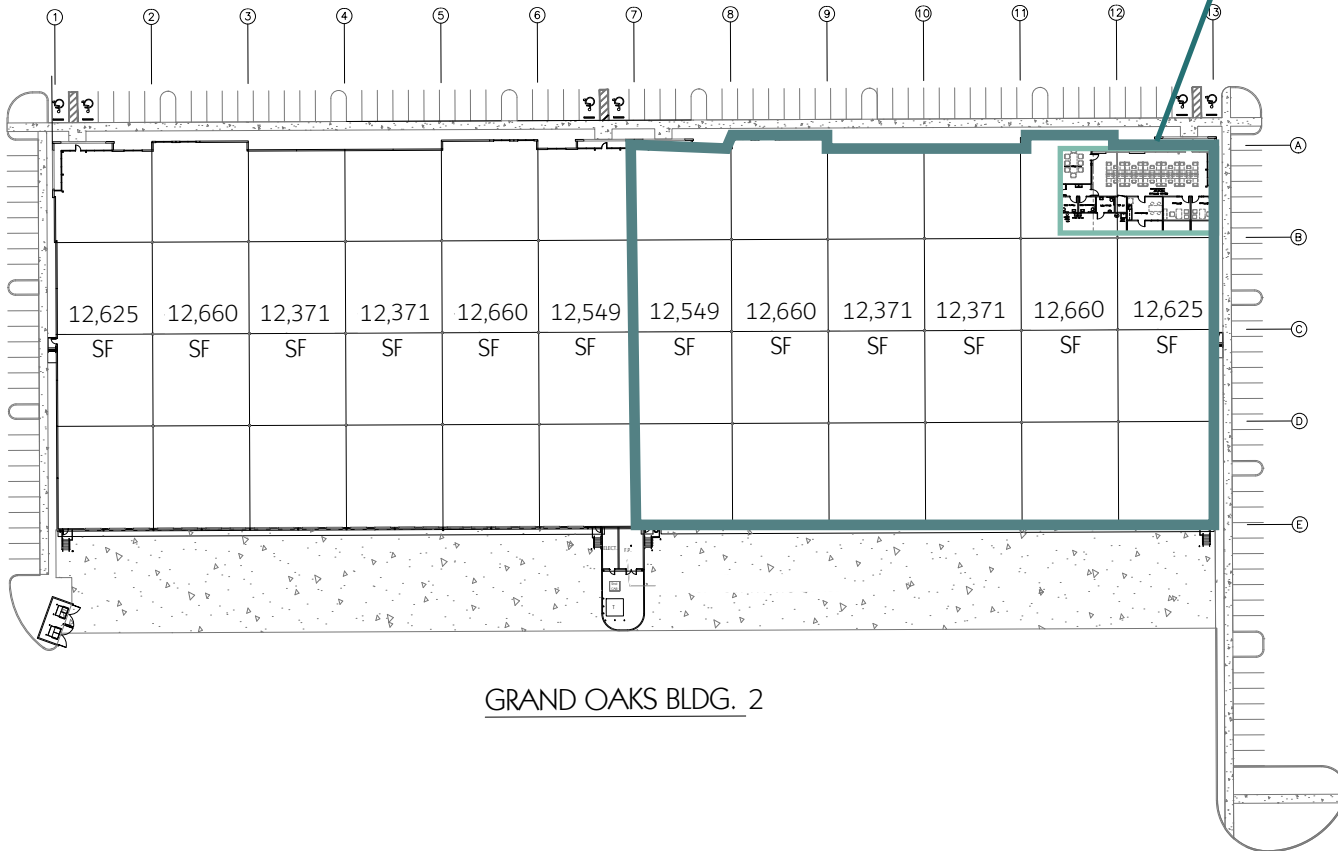 1 2 3 4 5 6 7 8 9 10 11 12 13
A
B
12,625 12,660 12,371 12,371 12,660 12,549 12,549 12,660 12,371 12,371 12,660 12,625
C
SF SF SF SF SF SF SF SF SF SF SF SF
D
E
ELECT. F.P.
T
GRAND OAKS BLDG. 2